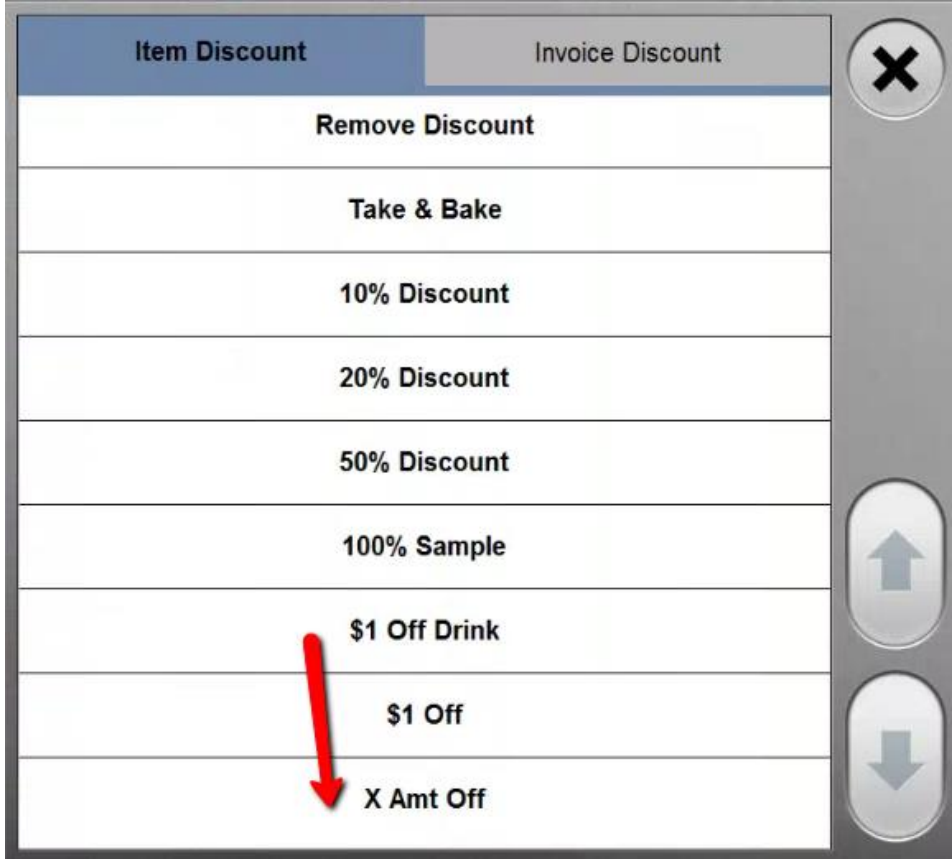 Item Discount
Invoice Discount
Remove Discount
Take & Bake
10% Discount
20% Discount
50% Discount
100% Sample
$1 Off Drink
$1 Off
X Amt Off